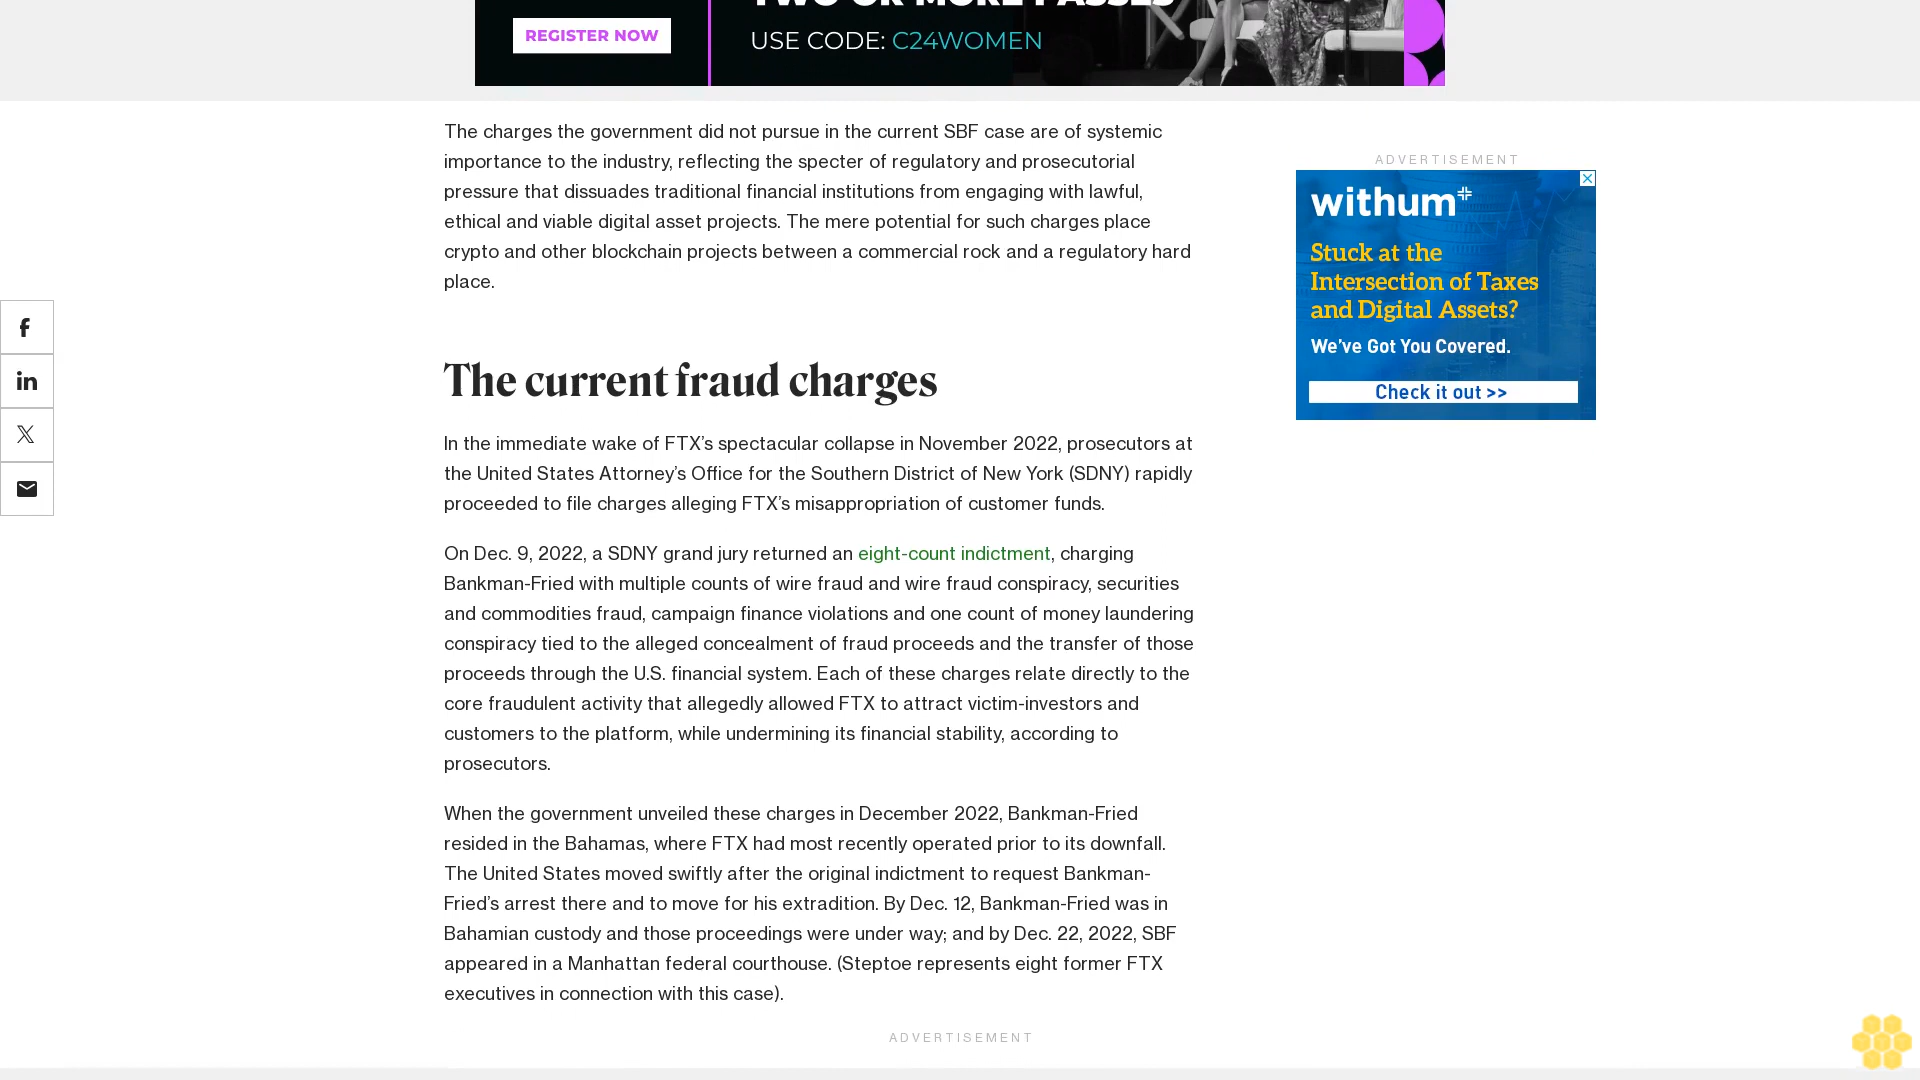 TWO OR MORE PASSES
REGISTER NOW
USE CODE: C24WOMEN
The charges the government did not pursue in the current SBF case are of systemic
importance to the industry, reflecting the specter of regulatory and prosecutorial
pressure that dissuades traditional financial institutions from engaging with lawful,
ethical and viable digital asset projects. The mere potential for such charges place
crypto and other blockchain projects between a commercial rock and a regulatory hard
place.
The current fraud charges
In the immediate wake of FTX’s spectacular collapse in November 2022, prosecutors at
the United States Attorney’s Office for the Southern District of New York (SDNY) rapidly
proceeded to file charges alleging FTX’s misappropriation of customer funds.
On Dec. 9, 2022, a SDNY grand jury returned an eight-count indictment, charging
Bankman-Fried with multiple counts of wire fraud and wire fraud conspiracy, securities
and commodities fraud, campaign finance violations and one count of money laundering
conspiracy tied to the alleged concealment of fraud proceeds and the transfer of those
proceeds through the U.S. financial system. Each of these charges relate directly to the
core fraudulent activity that allegedly allowed FTX to attract victim-investors and
customers to the platform, while undermining its financial stability, according to
prosecutors.
When the government unveiled these charges in December 2022, Bankman-Fried
resided in the Bahamas, where FTX had most recently operated prior to its downfall.
The United States moved swiftly after the original indictment to request Bankman-
Fried’s arrest there and to move for his extradition. By Dec. 12, Bankman-Fried was in
Bahamian custody and those proceedings were under way; and by Dec. 22, 2022, SBF
appeared in a Manhattan federal courthouse. (Steptoe represents eight former FTX
executives in connection with this case).
ADVERTISEMENT
ADVERTISEMENT
withum
Stuck at the
Intersection of Taxes
and Digital Assets?
We’ve Got You Covered.
Check it out >>